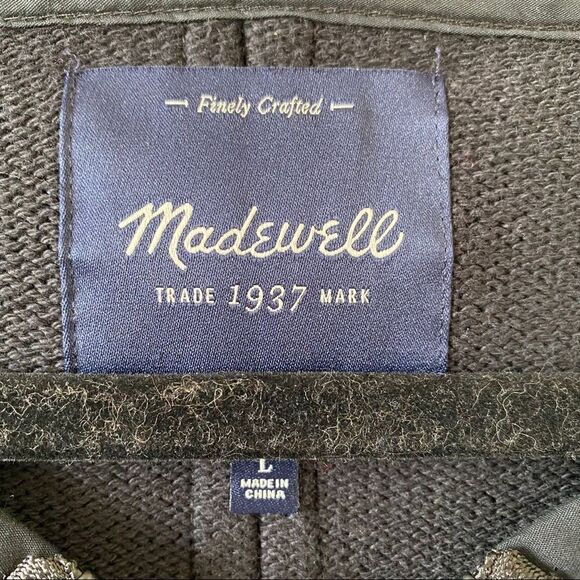 Finely Crafted
Madewell
TRADE 1937 MARK
L
MADE IN
CHINA